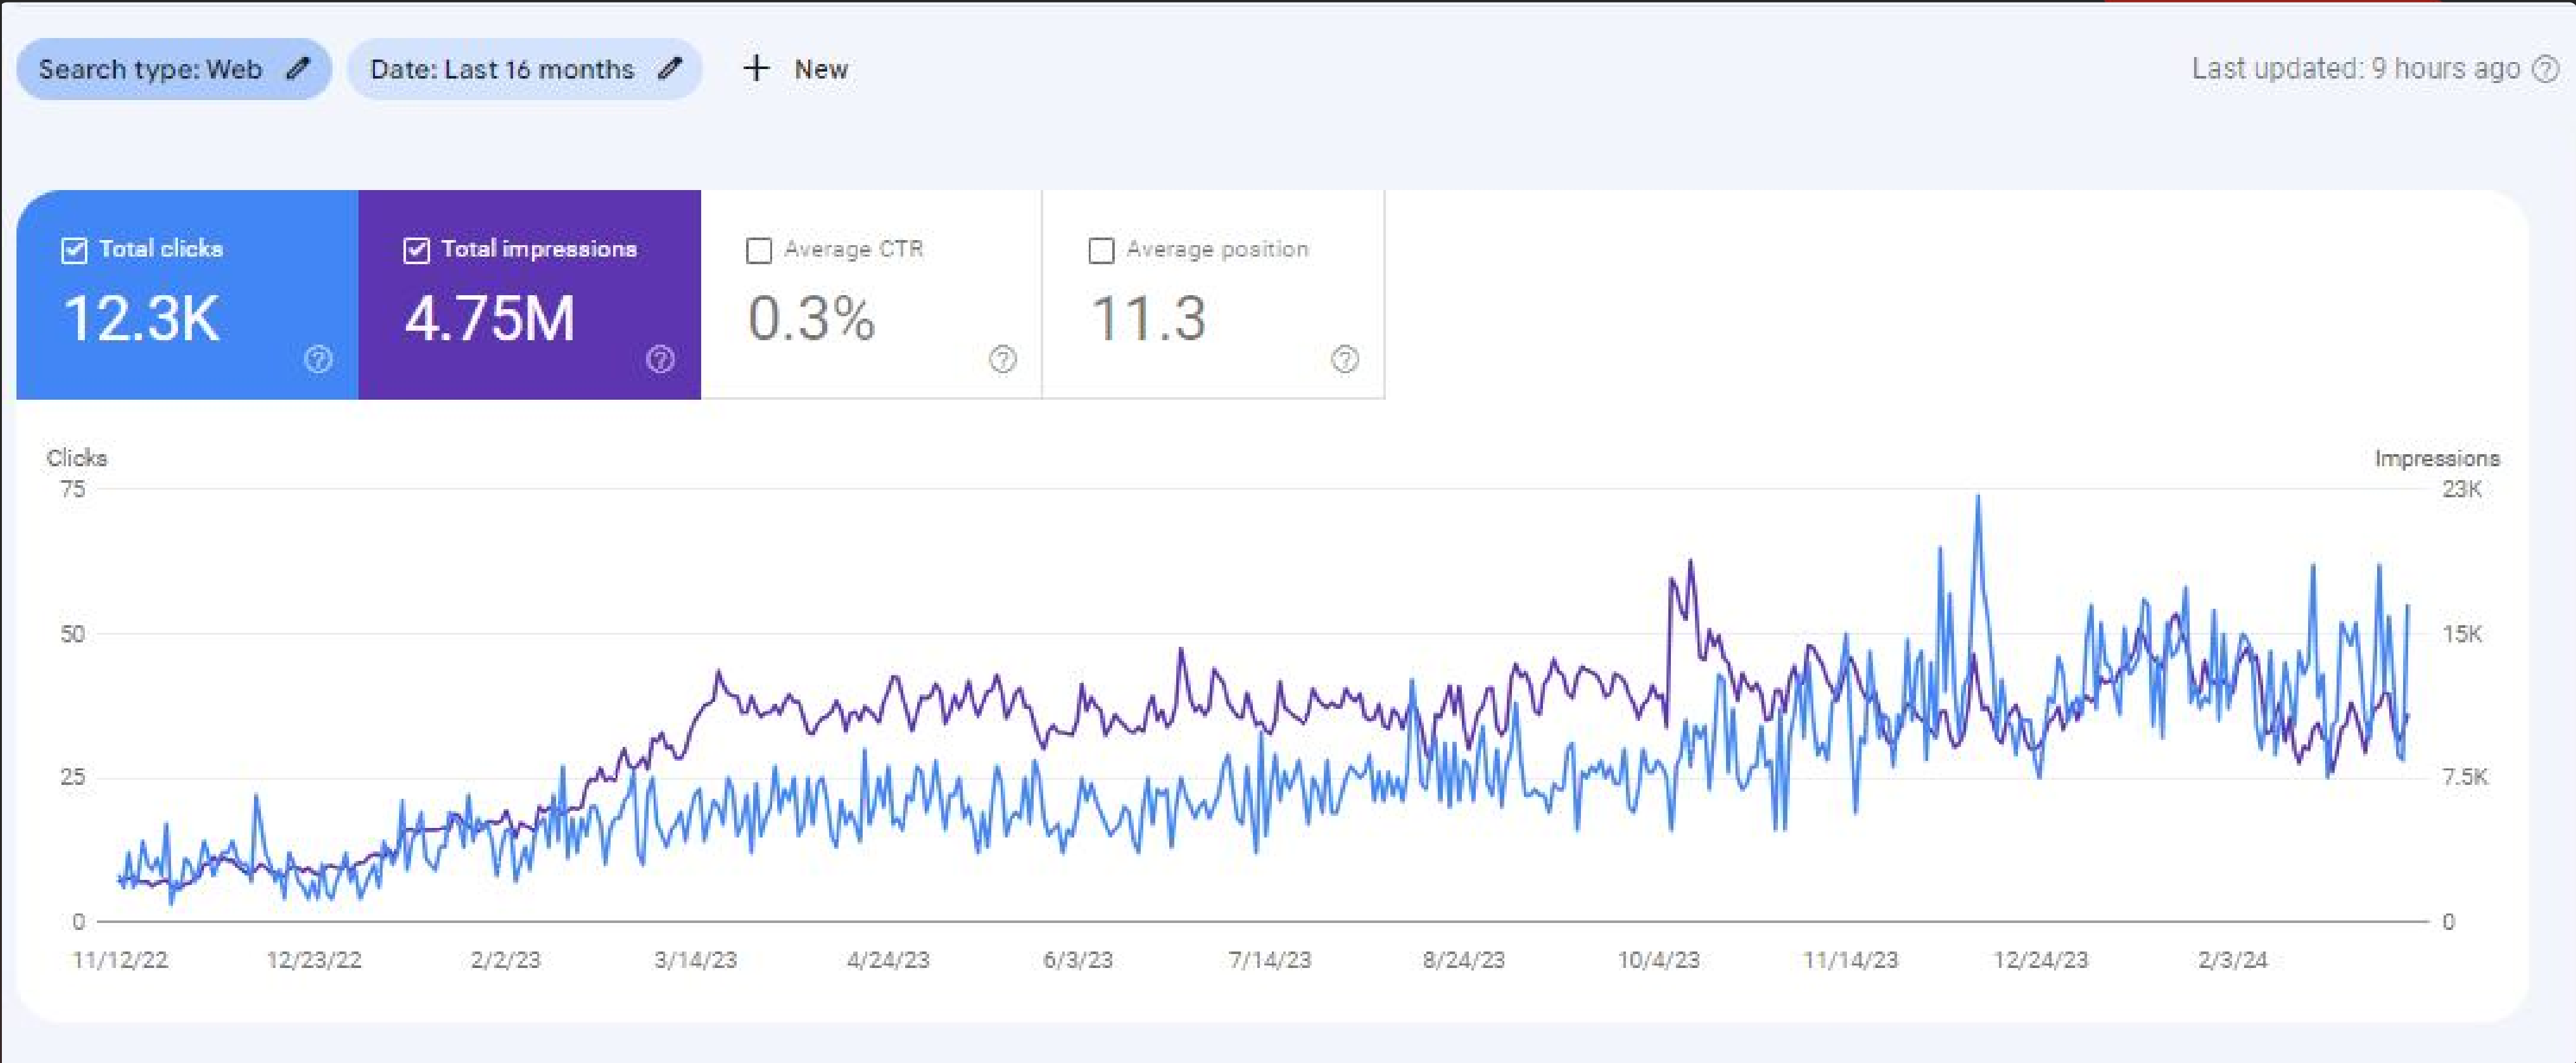 Search type: Web
Date: Last 16 months
+ New
Last updated: 9 hours ago
Total clicks
12.3K
Total impressions
4.75M
Average CTR
0.3%
Average position
11.3
Clicks
Impressions
75
23K
50
15K
25
7.5K
0
0
11/12/22 12/23/22 2/2/23 3/14/23 4/24/23 6/3/23 7/14/23 8/24/23 10/4/23 11/14/23 12/24/23 2/3/24